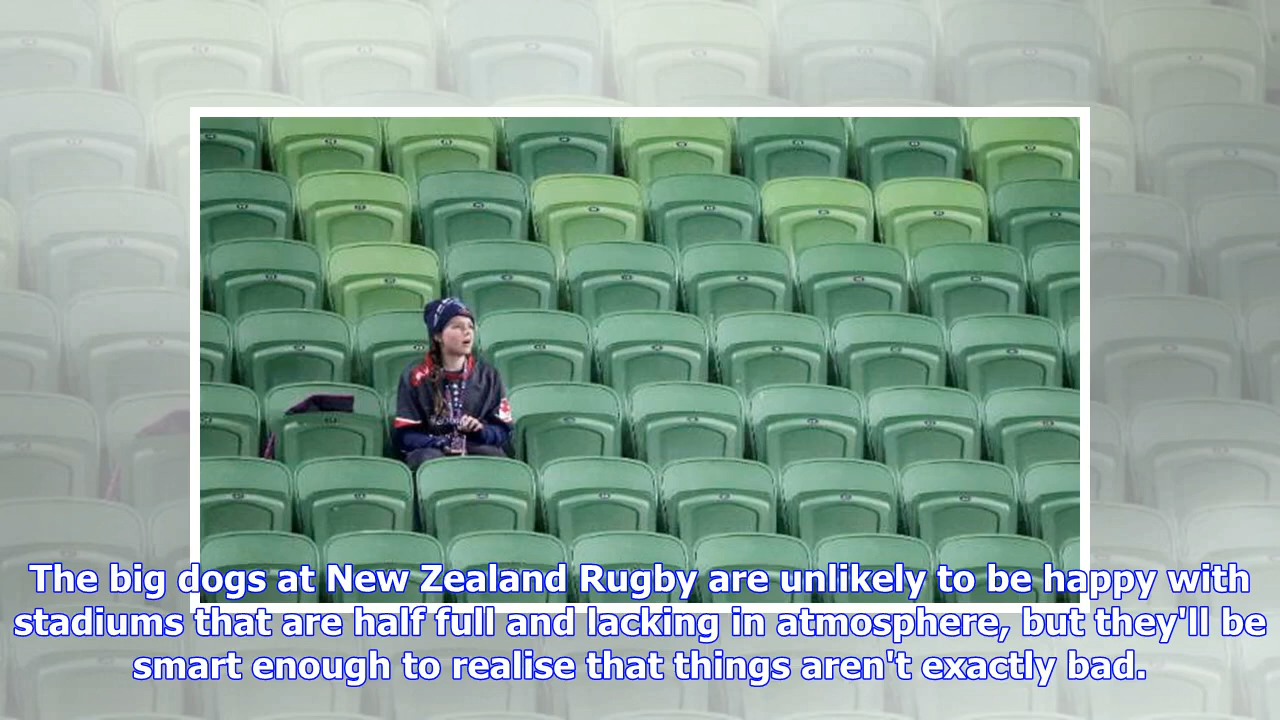 The big dogs at New Zealand Rugby are unlikely to be happy with
stadiums that are half full and lacking in atmosphere, but they'll be
smart enough to realise that things aren't exactly bad.